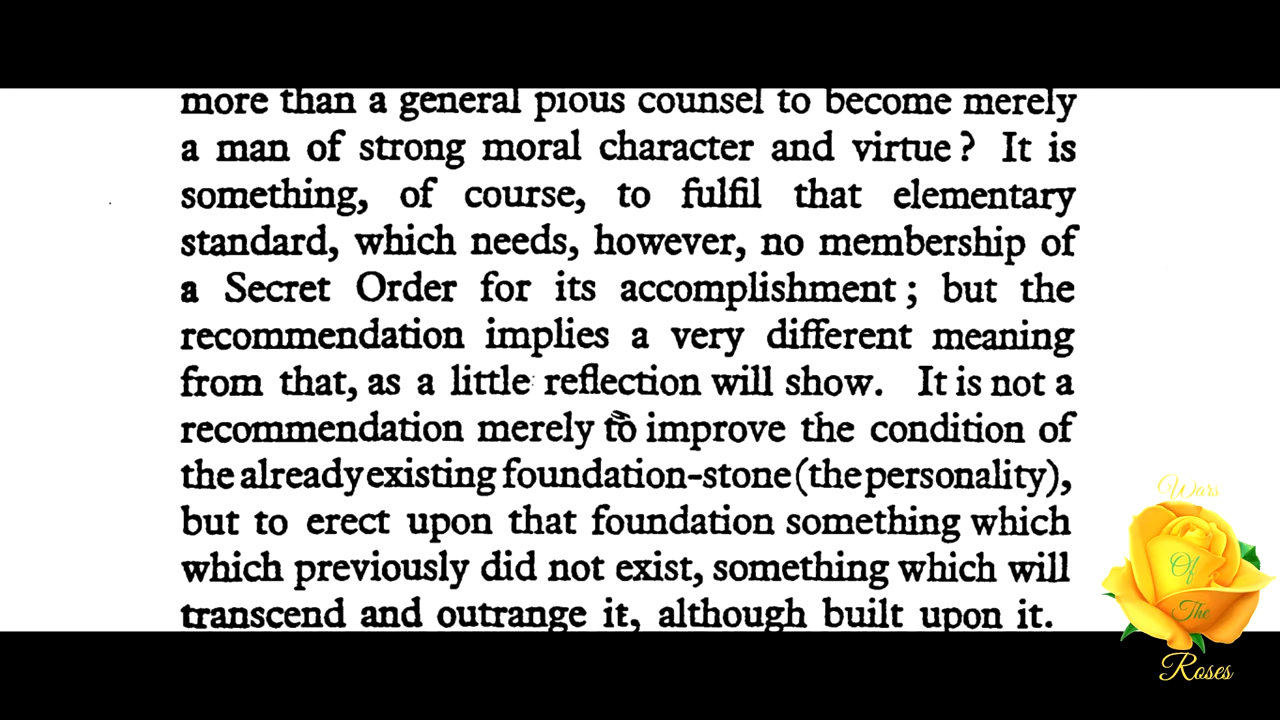 more than a general pious counsel to become merely
a man of strong moral character and virtue? It is
something, of course, to fulfil that elementary
standard, which needs, however, no membership of
a Secret Order for its accomplishment; but the
recommendation implies a very different meaning
from that, as a little reflection will show. It is not a
recommendation merely to improve the condition of
the already existing foundation-stone (the personality),
but to erect upon that foundation something which
which previously did not exist, something which will
transcend and outrange it, although built upon it.
Wars
Of
The
Roses